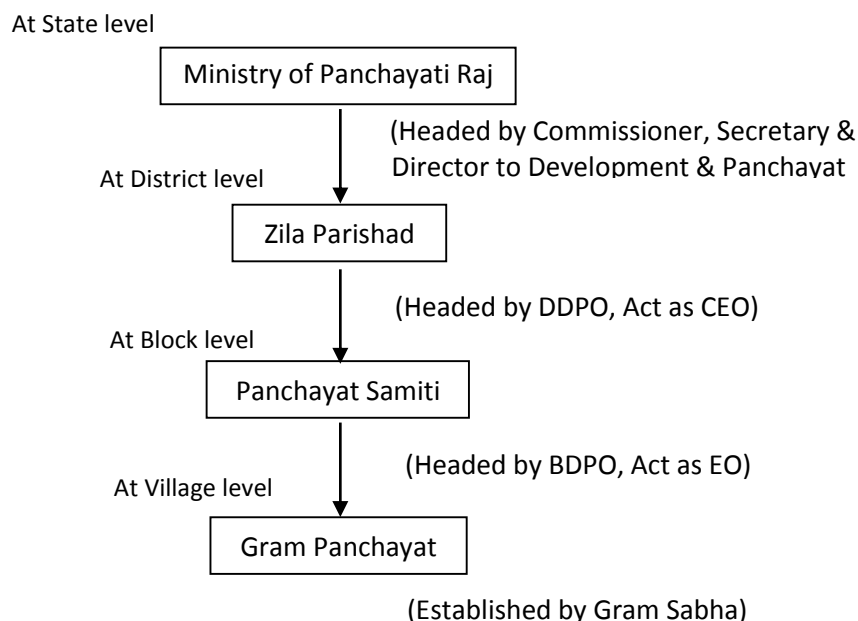 At State level
Ministry of Panchayati Raj
(Headed by Commissioner, Secretary &
Director to Development & Panchayat
At District level
Zila Parishad
(Headed by DDPO, Act as CEO)
At Block level
Panchayat Samiti
(Headed by BDPO, Act as EO)
At Village level
Gram Panchayat
(Established by Gram Sabha)